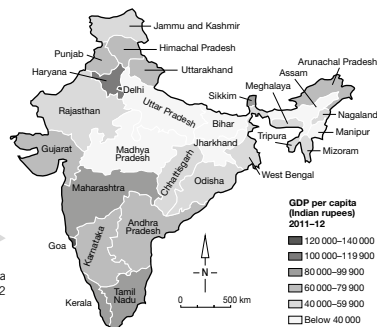 Jammu and Kashmir
Himachal Pradesh
Punjab
Uttarakhand
Haryana
Delhi
Arunachal Pradesh
Assam
Sikkim
Meghalaya
Rajasthan
Uttar Pradesh
Bihar
Nagaland
Jharkhand
Tripura
Manipur
Mizoram
Gujarat
Madhya
Pradesh
Chhattisgarh
West Bengal
Odisha
Maharashtra
GDP per capita
(Indian rupees)
2011–12
120 000–140 000
100 000–119 900
80 000–99 900
60 000–79 900
40 000–59 900
Below 40 000
Andhra
Pradesh
Goa
Karnataka
N
Kerala
Tamil
Nadu
0 500 km
a
2